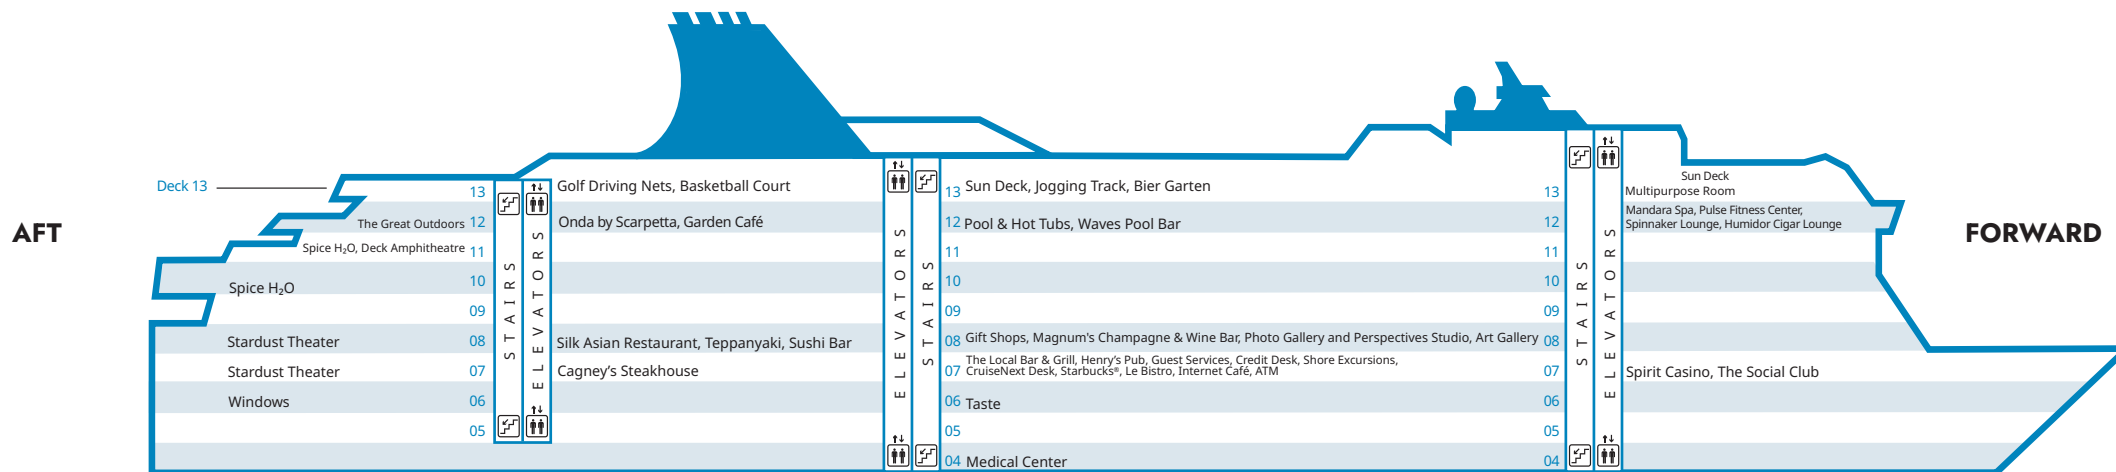 AFT
Deck 13
The Great Outdoors
Spice H₂O, Deck Amphitheatre
Spice H₂O
Stardust Theater
Stardust Theater
Windows
13
12
11
10
09
08
07
06
05
STAIRS
ELEVATORS
Golf Driving Nets, Basketball Court
Onda by Scarpetta, Garden Café
Silk Asian Restaurant, Teppanyaki, Sushi Bar
Cagney's Steakhouse
ELEVATORS
STAIRS
13 Sun Deck, Jogging Track, Bier Garten
12 Pool & Hot Tubs, Waves Pool Bar
11
10
09
08 Gift Shops, Magnum's Champagne & Wine Bar, Photo Gallery and Perspectives Studio, Art Gallery
07 The Local Bar & Grill, Henry's Pub, Guest Services, Credit Desk, Shore Excursions,
CruiseNext Desk, Starbucks®, Le Bistro, Internet Café, ATM
06 Taste
05
04 Medical Center
13
12
11
10
09
08
07
06
05
04
STAIRS
ELEVATORS
Sun Deck
Multipurpose Room
Mandara Spa, Pulse Fitness Center,
Spinnaker Lounge, Humidor Cigar Lounge
Spirit Casino, The Social Club
FORWARD